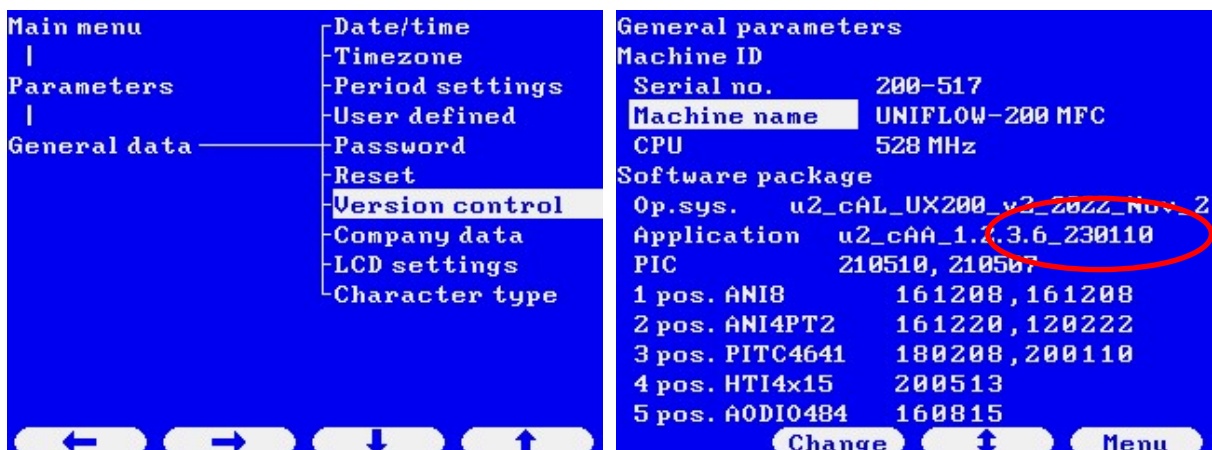 Main menu
Parameters
General data
Date/time
Timezone
Period settings
User defined
Password
Reset
Version control
Company data
LCD settings
Character type
General parameters
Machine ID
Serial no. 200-517
Machine name UNIFLOW-200 MFC
CPU 528 MHz
Software package
Op.sys. u2_cAL_UX200_v2_2022_Nov_2
Application u2_cAA_1.2.3.6_230110
PIC 210510, 210507
1 pos. ANI8 161208,161208
2 pos. ANI4PT2 161220,120222
3 pos. PITC4641 180208,200110
4 pos. HTI4x15 200513
5 pos. AODIO484 160815
Change Menu